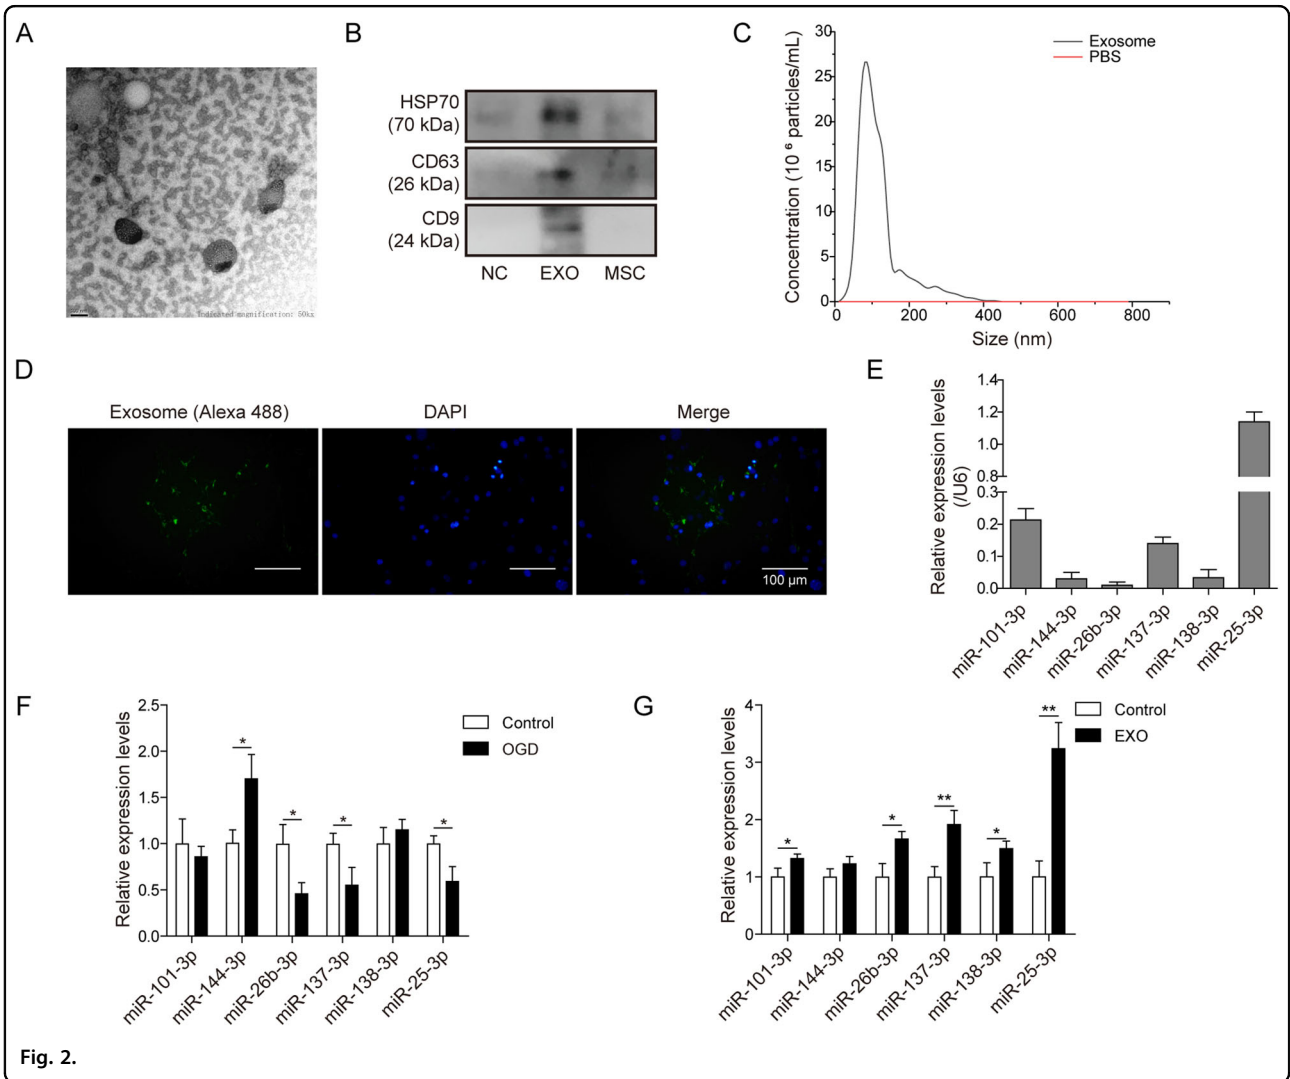 A
Indicated magnification: 50kx
B
HSP70
(70 kDa)
CD63
(26 kDa)
CD9
(24 kDa)
NC EXO MSC
C
Concentration (10 ⁶ particles/mL)
30
25
20
15
10
5
0
0 200 400 600 800
Size (nm)
Exosome
PBS
D
Exosome (Alexa 488) DAPI Merge
100 µm
E
Relative expression levels
(/U6)
1.4
1.2
1.0
0.8
0.3
0.2
0.1
0.0
miR-101-3p
miR-144-3p
miR-26b-3p
miR-137-3p
miR-138-3p
miR-25-3p
F
Relative expression levels
2.5
2.0
1.5
1.0
0.5
0.0
* * * *
Control
OGD
miR-101-3p
miR-144-3p
miR-26b-3p
miR-137-3p
miR-138-3p
miR-25-3p
G
Relative expression levels
4
3
2
1
0
* * ** * **
Control
EXO
miR-101-3p
miR-144-3p
miR-26b-3p
miR-137-3p
miR-138-3p
miR-25-3p
Fig. 2.